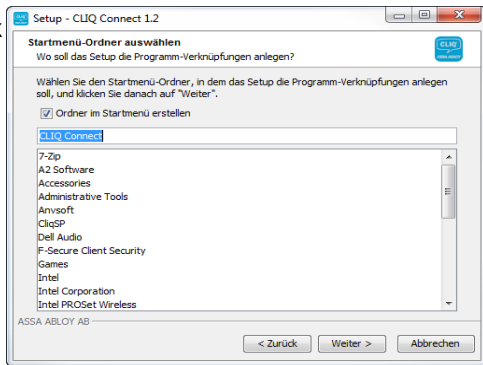 Setup - CLIQ Connect 1.2
Startmenü-Ordner auswählen
Wo soll das Setup die Programm-Verknüpfungen anlegen?
CLIQ
ASSA ABLOY
Wählen Sie den Startmenü-Ordner, in dem das Setup die Programm-Verknüpfungen anlegen
soll, und klicken Sie danach auf "Weiter".
Ordner im Startmenü erstellen
CLIQ Connect
7-Zip
A2 Software
Accessories
Administrative Tools
Anvsoft
CliqSP
Dell Audio
F-Secure Client Security
Games
Intel
Intel Corporation
Intel PROSet Wireless
ASSA ABLOY AB
< Zurück Weiter > Abbrechen